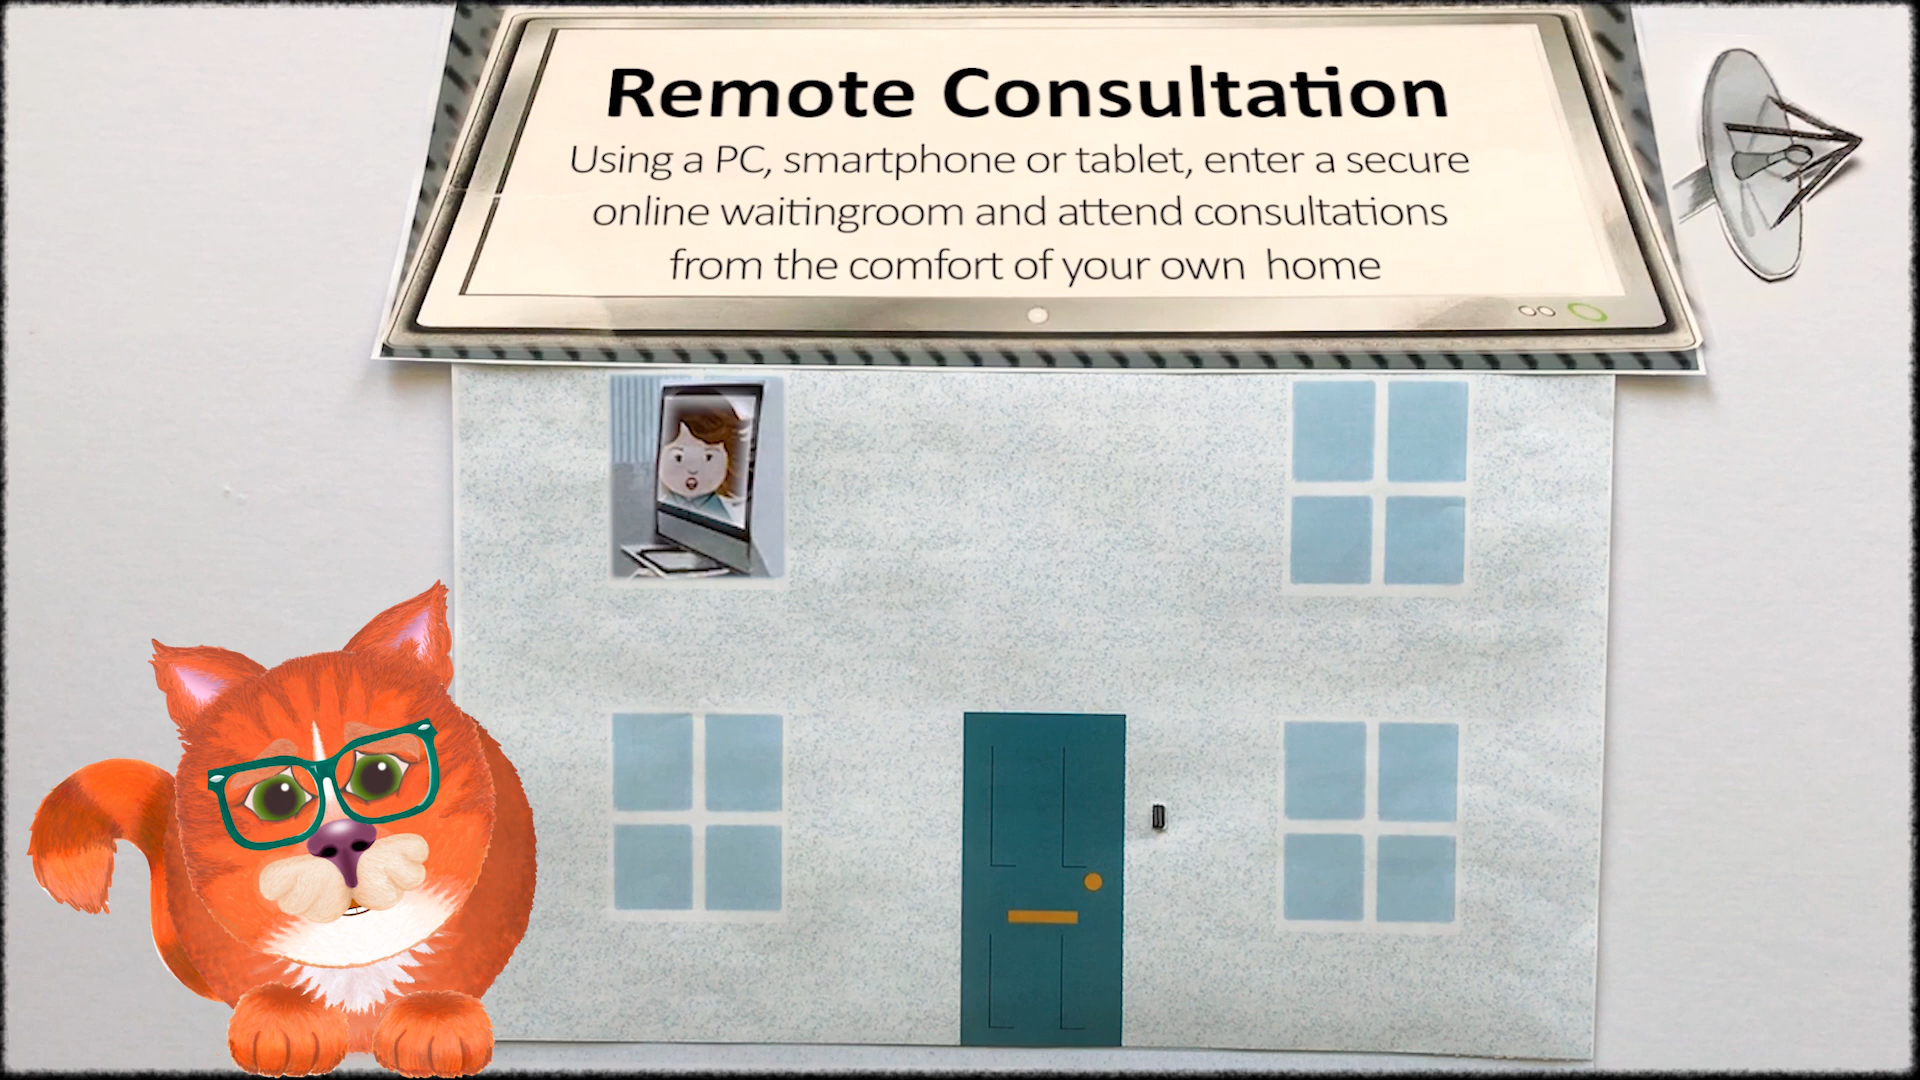 Remote Consultation
Using a PC, smartphone or tablet, enter a secure
online waitingroom and attend consultations
from the comfort of your own home